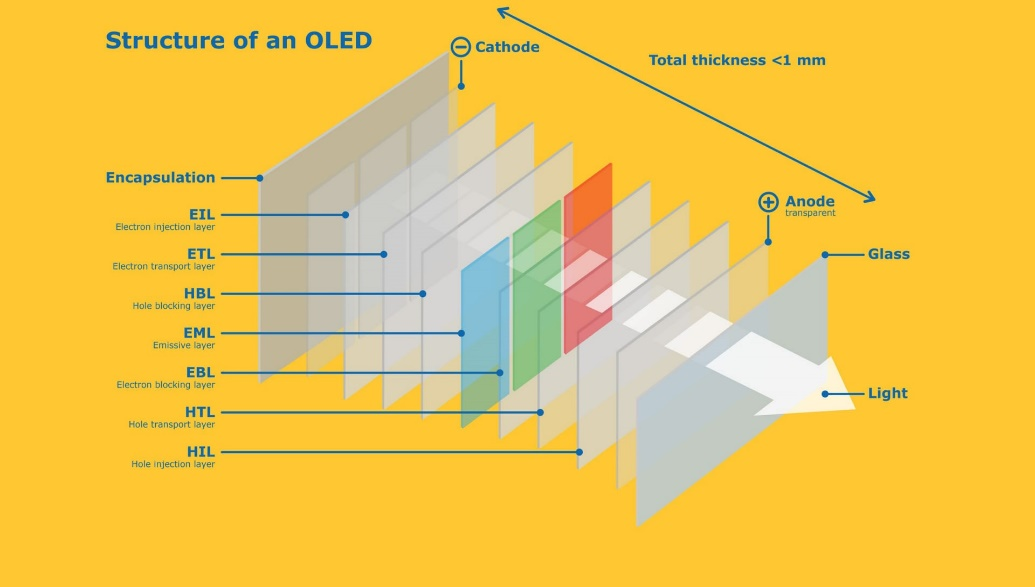 Structure of an OLED
Cathode
Total thickness <1 mm
Encapsulation
EIL
Electron injection layer
ETL
Electron transport layer
HBL
Hole blocking layer
EML
Emissive layer
EBL
Electron blocking layer
HTL
Hole transport layer
HIL
Hole injection layer
Anode
transparent
Glass
Light